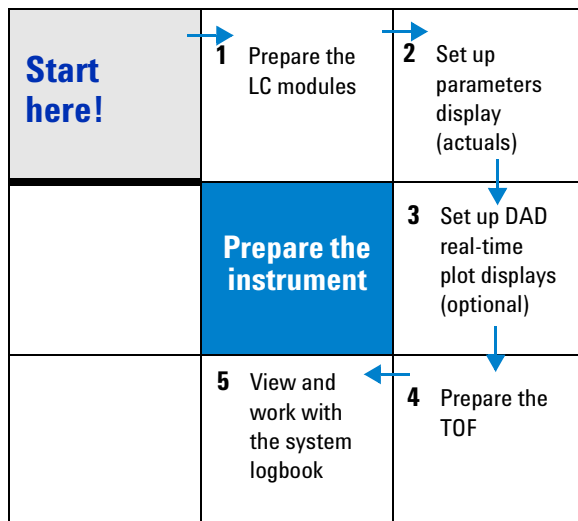 Start
here!
1 Prepare the
LC modules
2 Set up
parameters
display
(actuals)
Prepare the
instrument
3 Set up DAD
real-time
plot displays
(optional)
4 Prepare the
TOF
5 View and
work with
the system
logbook